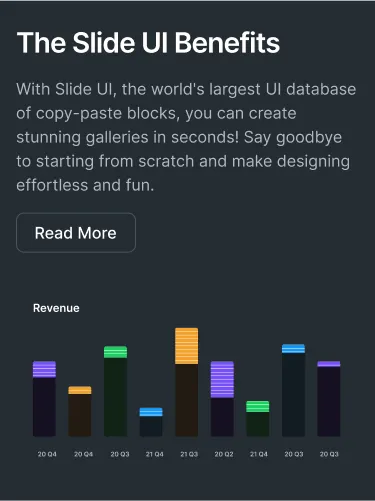 The Slide UI Benefits
With Slide UI, the world's largest UI database
of copy-paste blocks, you can create
stunning galleries in seconds! Say goodbye
to starting from scratch and make designing
effortless and fun.
Read More
Revenue
20 Q4 20 Q4 20 Q3 21 Q4 21 Q3 20 Q2 21 Q4 20 Q3 20 Q3